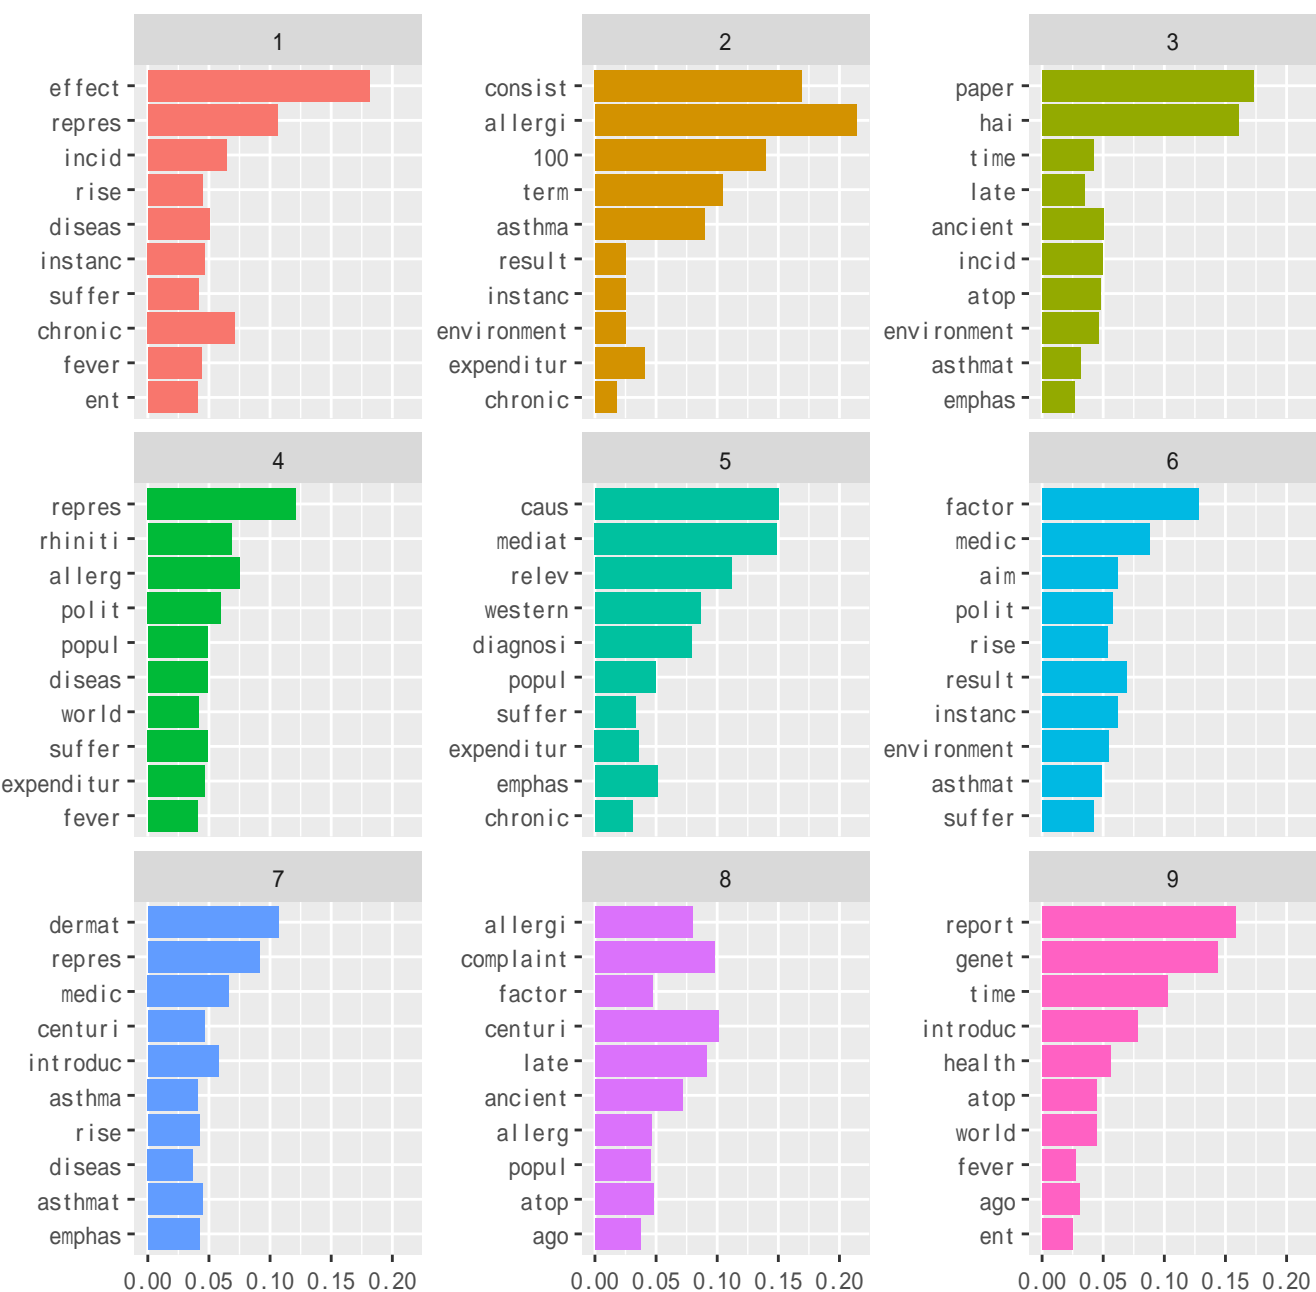 1
effect
repres
incid
rise
diseas
instanc
suffer
chronic
fever
ent
2
consist
allergi
100
term
asthma
result
instanc
environment
expenditur
chronic
3
paper
hai
time
late
ancient
incid
atop
environment
asthmat
emphas
4
repres
rhiniti
allerg
polit
popul
diseas
world
suffer
expenditur
fever
5
caus
mediat
relev
western
diagnosi
popul
suffer
expenditur
emphas
chronic
6
factor
medic
aim
polit
rise
result
instanc
environment
asthmat
suffer
7
dermat
repres
medic
centuri
introduc
asthma
rise
diseas
asthmat
emphas
0.00 0.05 0.10 0.15 0.20
8
allergi
complaint
factor
centuri
late
ancient
allerg
popul
atop
ago
0.00 0.05 0.10 0.15 0.20
9
report
genet
time
introduc
health
atop
world
fever
ago
ent
0.00 0.05 0.10 0.15 0.20